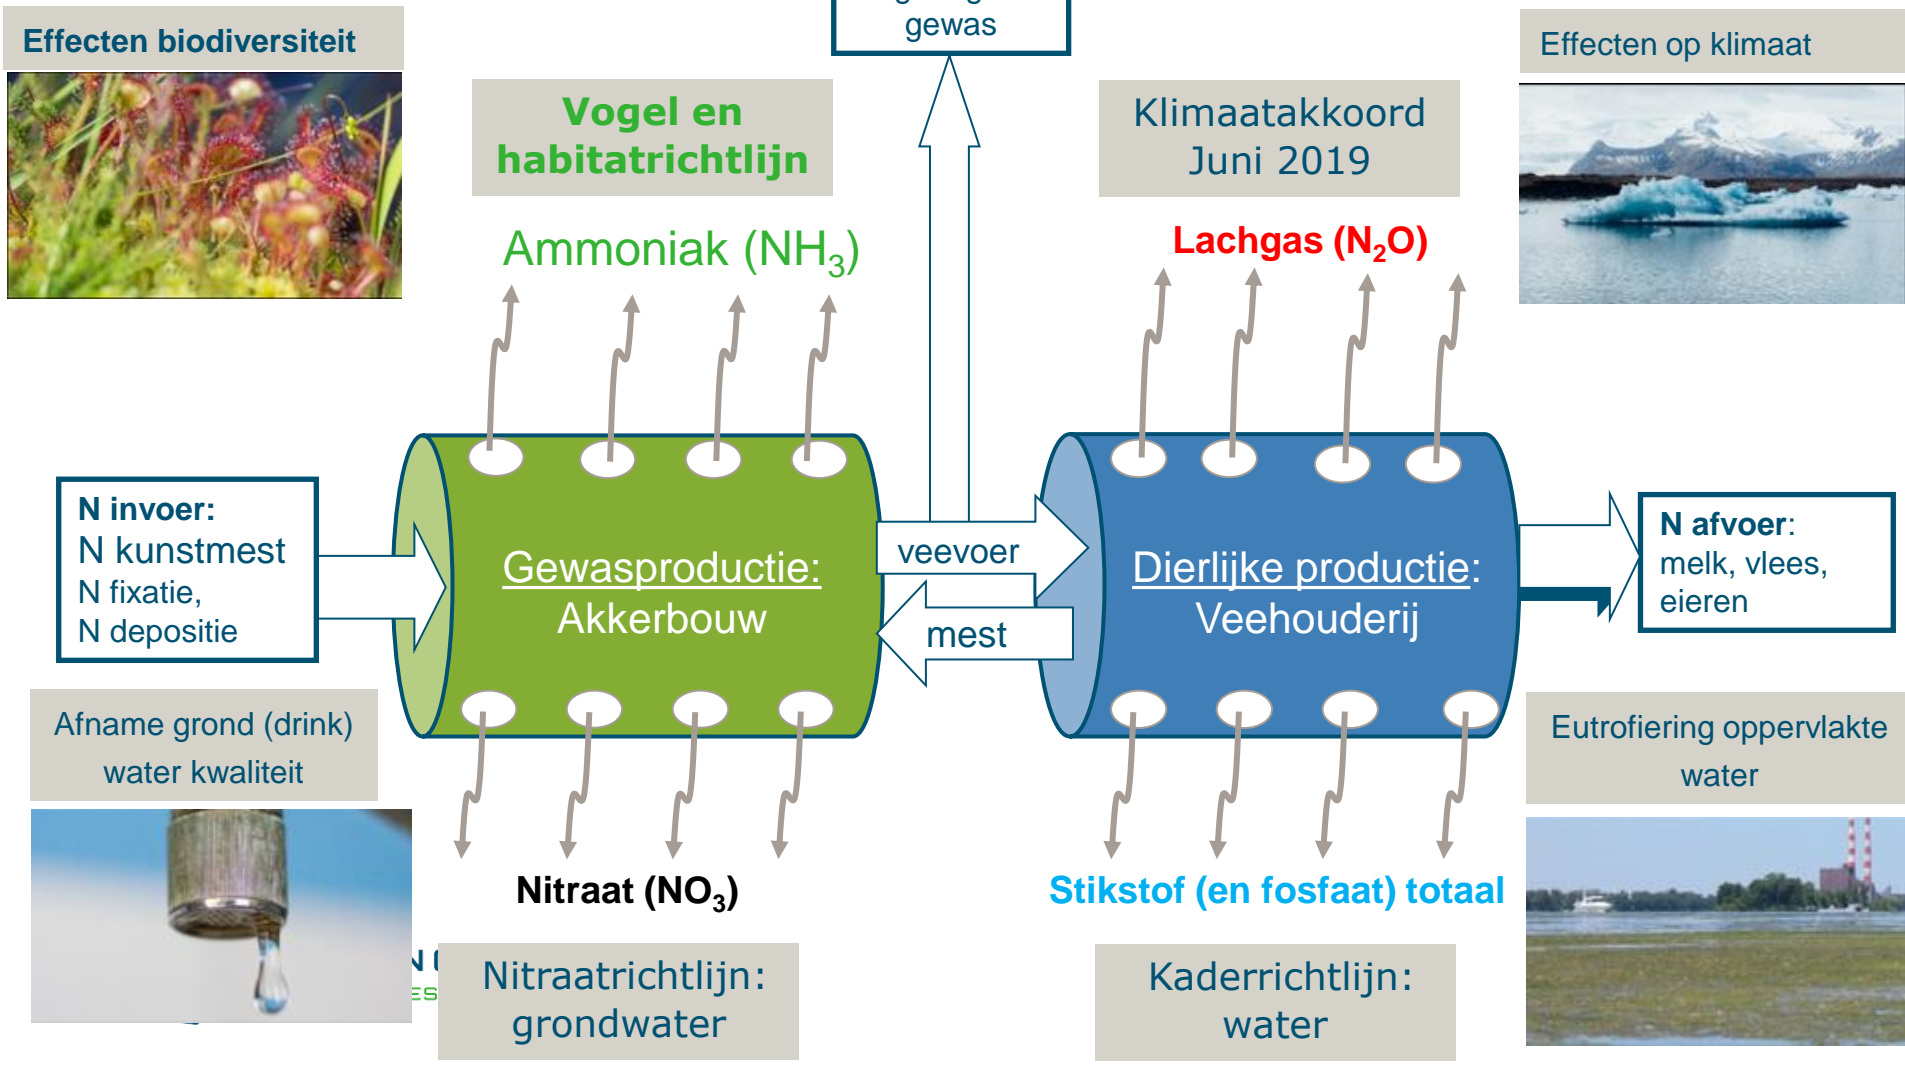 gewas
Effecten biodiversiteit
Effecten op klimaat
Vogel en
habitatrichtlijn
Klimaatakkoord
Juni 2019
Ammoniak (NH₃)
Lachgas (N₂O)
N invoer:
N kunstmest
N fixatie,
N depositie
Gewasproductie:
Akkerbouw
veevoer
mest
Dierlijke productie:
Veehouderij
N afvoer:
melk, vlees,
eieren
Afname grond (drink)
water kwaliteit
Eutrofiering oppervlakte
water
Nitraat (NO₃)
Stikstof (en fosfaat) totaal
Nitraatrichtlijn:
grondwater
Kaderrichtlijn:
water